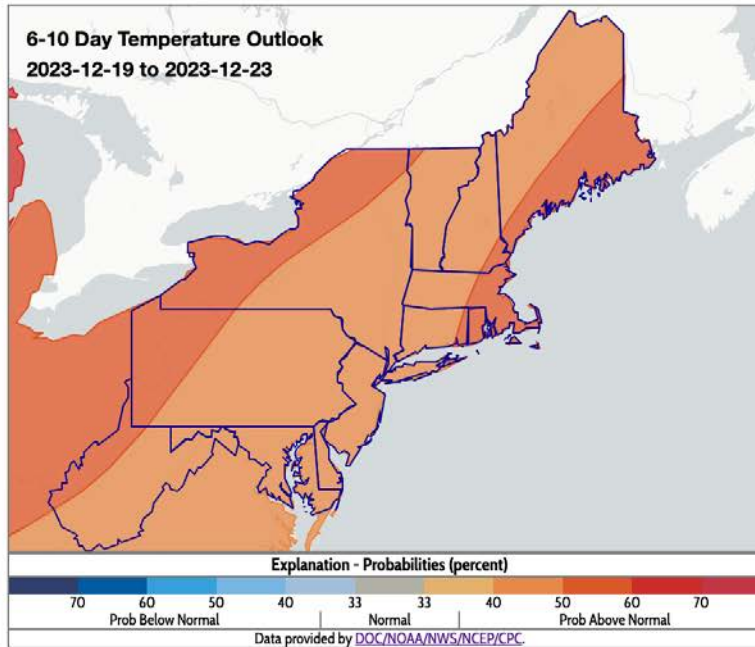 6-10 Day Temperature Outlook
2023-12-19 to 2023-12-23
Explanation - Probabilities (percent)
70 60 50 40 33 33 40 50 60 70
Prob Below Normal Normal Prob Above Normal
Data provided by DOC/NOAA/NWS/NCEP/CPC.